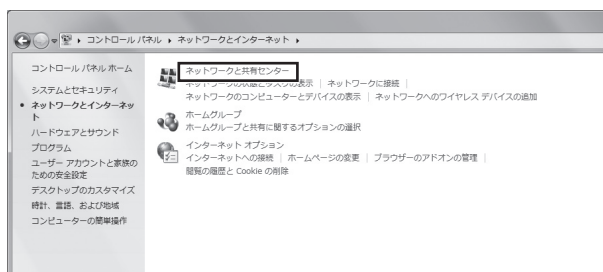 コントロール パネル ▸ ネットワークとインターネット ▸
コントロール パネル ホーム
システムとセキュリティ
ネットワークとインターネッ
ト
ハードウェアとサウンド
プログラム
ユーザー アカウントと家族の
ための安全設定
デスクトップのカスタマイズ
時計、言語、および地域
コンピューターの簡単操作
ネットワークと共有センター
ネットワークの状態とタスクの表示 | ネットワークに接続 |
ネットワークのコンピューターとデバイスの表示 | ネットワークへのワイヤレス デバイスの追加
ホームグループ
ホームグループと共有に関するオプションの選択
インターネット オプション
インターネットへの接続 | ホームページの変更 | ブラウザーのアドオンの管理 |
閲覧の履歴と Cookie の削除